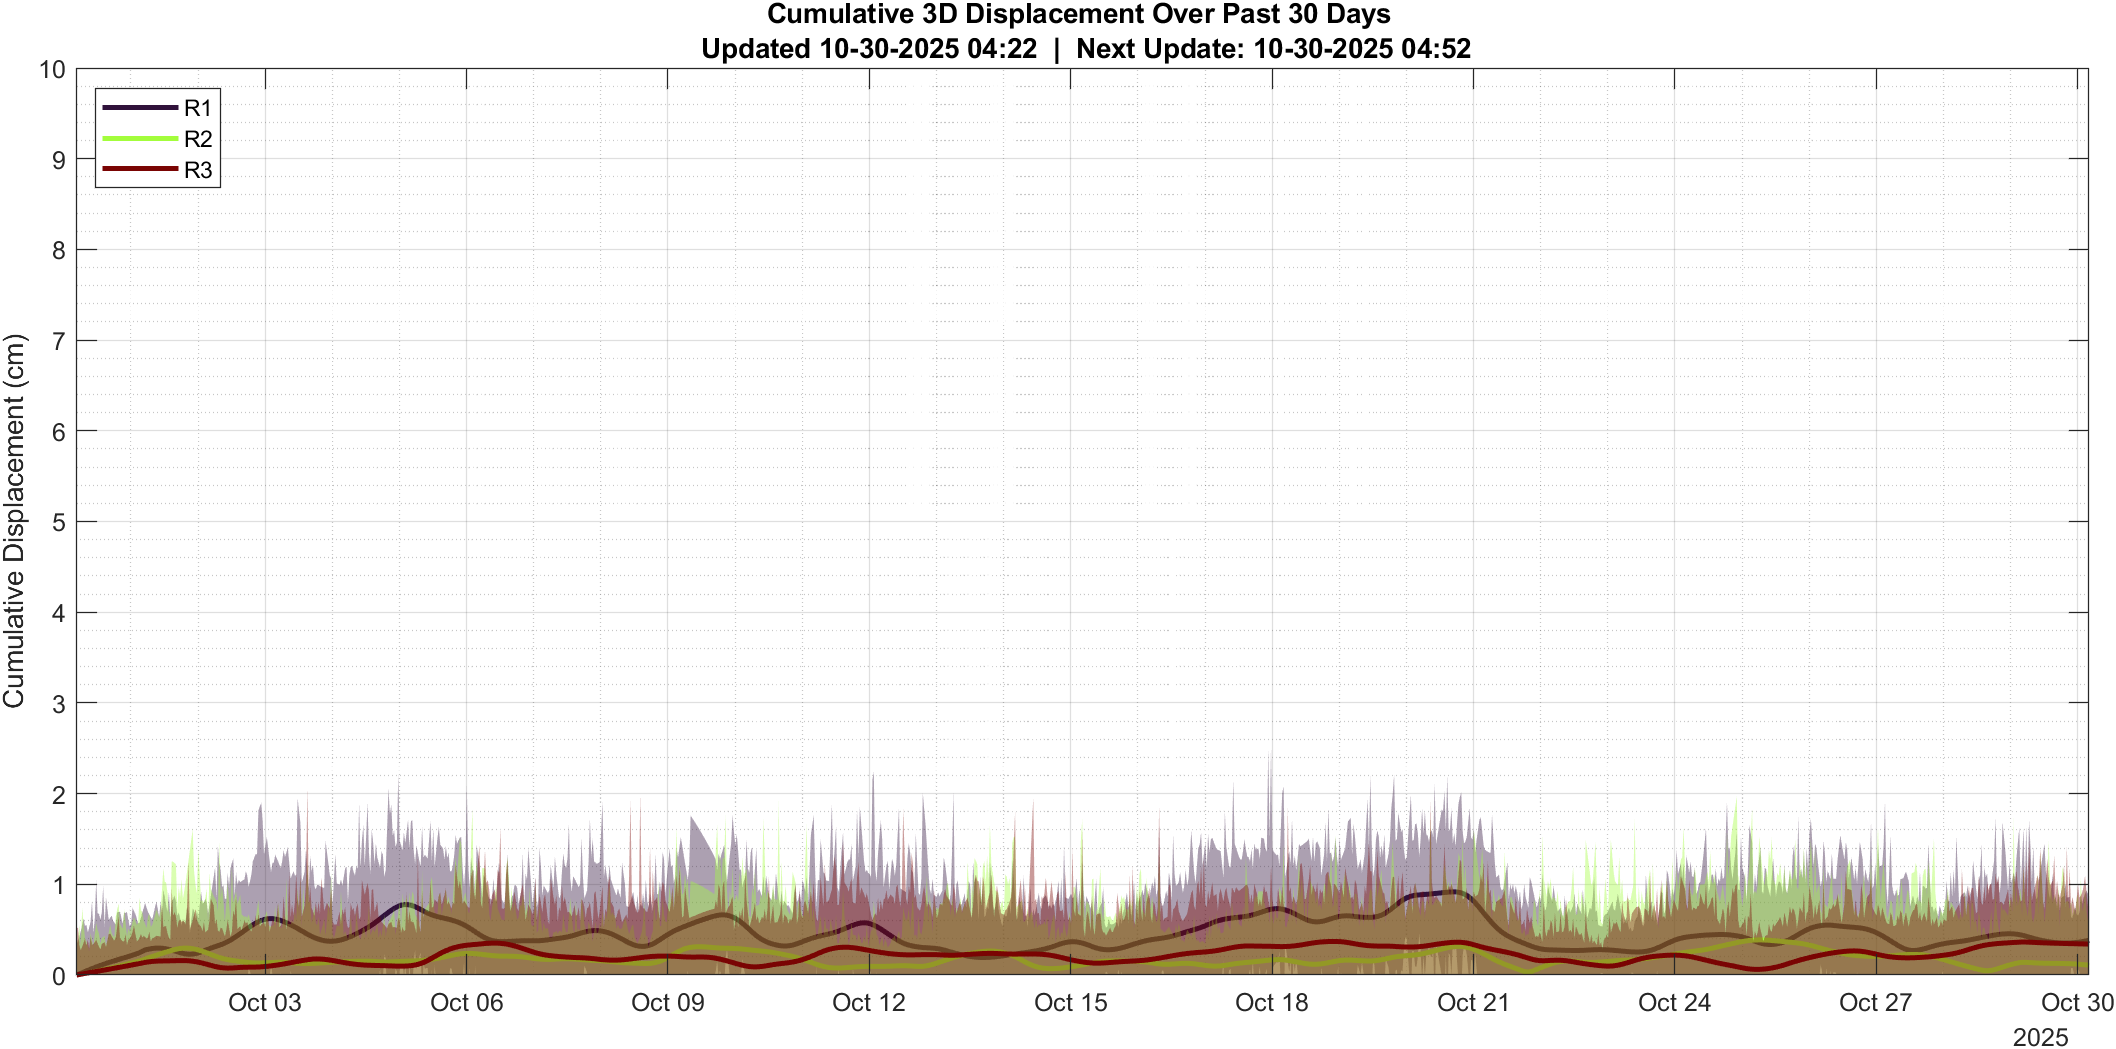 Cumulative 3D Displacement Over Past 30 Days
Updated 10-30-2025 04:22 | Next Update: 10-30-2025 04:52
R1
R2
R3
Cumulative Displacement (cm)
10
9
8
7
6
5
4
3
2
1
0
Oct 03 Oct 06 Oct 09 Oct 12 Oct 15 Oct 18 Oct 21 Oct 24 Oct 27 Oct 30
2025